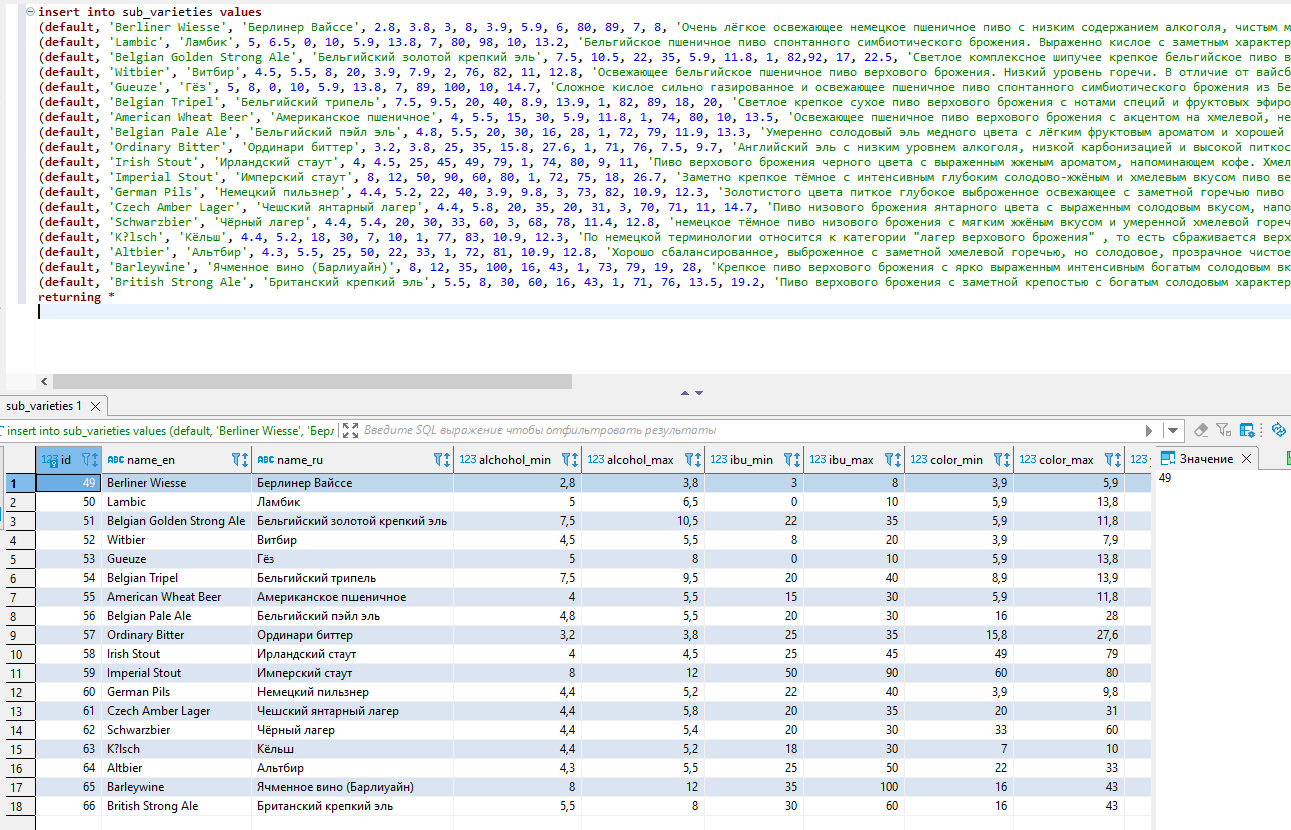 insert into sub_varieties values
(default, 'Berliner Wiesse', 'Берлинер Вайссе', 2.8, 3.8, 3, 8, 3.9, 5.9, 6, 80, 89, 7, 8, 'Очень лёгкое освежающее немецкое пшеничное пиво с низким содержанием алкоголя, чистым м
(default, 'Lambic', 'Ламбик', 5, 6.5, 0, 10, 5.9, 13.8, 7, 80, 98, 10, 13.2, 'Бельгийское пшеничное пиво спонтанного симбиотического брожения. Выраженно кислое с заметным характер
(default, 'Belgian Golden Strong Ale', 'Бельгийский золотой крепкий эль', 7.5, 10.5, 22, 35, 5.9, 11.8, 1, 82,92, 17, 22.5, 'Светлое комплексное шипучее крепкое бельгийское пиво в
(default, 'Witbier', 'Витбир', 4.5, 5.5, 8, 20, 3.9, 7.9, 2, 76, 82, 11, 12.8, 'Освежающее бельгийское пшеничное пиво верхового брожения. Низкий уровень горечи. В отличие от вайсб
(default, 'Gueuze', 'Гёз', 5, 8, 0, 10, 5.9, 13.8, 7, 89, 100, 10, 14.7, 'Сложное кислое сильно газированное и освежающее пшеничное пиво спонтанного симбиотического брожения из Бе
(default, 'Belgian Tripel', 'Бельгийский трипель', 7.5, 9.5, 20, 40, 8.9, 13.9, 1, 82, 89, 18, 20, 'Светлое крепкое сухое пиво верхового брожения с нотами специй и фруктовых эфиро
(default, 'American Wheat Beer', 'Американское пшеничное', 4, 5.5, 15, 30, 5.9, 11.8, 1, 74, 80, 10, 13.5, 'Освежающее пшеничное пиво верхового брожения с акцентом на хмелевой, не
(default, 'Belgian Pale Ale', 'Бельгийский пэйл эль', 4.8, 5.5, 20, 30, 16, 28, 1, 72, 79, 11.9, 13.3, 'Умеренно солодовый эль медного цвета с лёгким фруктовым ароматом и хорошей
(default, 'Ordinary Bitter', 'Ординари биттер', 3.2, 3.8, 25, 35, 15.8, 27.6, 1, 71, 76, 7.5, 9.7, 'Английский эль с низким уровнем алкоголя, низкой карбонизацией и высокой питкос
(default, 'Irish Stout', 'Ирландский стаут', 4, 4.5, 25, 45, 49, 79, 1, 74, 80, 9, 11, 'Пиво верхового брожения черного цвета с выраженным жженым ароматом, напоминающем кофе. Хмел
(default, 'Imperial Stout', 'Имперский стаут', 8, 12, 50, 90, 60, 80, 1, 72, 75, 18, 26.7, 'Заметно крепкое тёмное с интенсивным глубоким солодово-жжёным и хмелевым вкусом пиво ве
(default, 'German Pils', 'Немецкий пильзнер', 4.4, 5.2, 22, 40, 3.9, 9.8, 3, 73, 82, 10.9, 12.3, 'Золотистого цвета питкое глубокое выброженное освежающее с заметной горечью пиво
(default, 'Czech Amber Lager', 'Чешский янтарный лагер', 4.4, 5.8, 20, 35, 20, 31, 3, 70, 71, 11, 14.7, 'Пиво низового брожения янтарного цвета с выраженным солодовым вкусом, напо
(default, 'Schwarzbier', 'Чёрный лагер', 4.4, 5.4, 20, 30, 33, 60, 3, 68, 78, 11.4, 12.8, 'немецкое тёмное пиво низового брожения с мягким жжёным вкусом и умеренной хмелевой гореч
(default, 'K?lsch', 'Кёльш', 4.4, 5.2, 18, 30, 7, 10, 1, 77, 83, 10.9, 12.3, 'По немецкой терминологии относится к категории "лагер верхового брожения" , то есть сбраживается верх
(default, 'Altbier', 'Альтбир', 4.3, 5.5, 25, 50, 22, 33, 1, 72, 81, 10.9, 12.8, 'Хорошо сбалансированное, выброженное с заметной хмелевой горечью, но солодовое, прозрачное чистое
(default, 'Barleywine', 'Ячменное вино (Барлиуайн)', 8, 12, 35, 100, 16, 43, 1, 73, 79, 19, 28, 'Крепкое пиво верхового брожения с ярко выраженным интенсивным богатым солодовым вк
(default, 'British Strong Ale', 'Британский крепкий эль', 5.5, 8, 30, 60, 16, 43, 1, 71, 76, 13.5, 19.2, 'Пиво верхового брожения с заметной крепостью с богатым солодовым характер
returning *
sub_varieties 1
insert into sub_varieties values (default, 'Berliner Wiesse', 'Берл Введите SQL выражение чтобы отфильтровать результаты
123 id ABC name_en ABC name_ru 123 alchohol_min 123 alcohol_max 123 ibu_min 123 ibu_max 123 color_min 123 color_max 123 Значение
1 49 Berliner Wiesse Берлинер Вайссе 2,8 3,8 3 8 3,9 5,9 49
2 50 Lambic Ламбик 5 6,5 0 10 5,9 13,8
3 51 Belgian Golden Strong Ale Бельгийский золотой крепкий эль 7,5 10,5 22 35 5,9 11,8
4 52 Witbier Витбир 4,5 5,5 8 20 3,9 7,9
5 53 Gueuze Гёз 5 8 0 10 5,9 13,8
6 54 Belgian Tripel Бельгийский трипель 7,5 9,5 20 40 8,9 13,9
7 55 American Wheat Beer Американское пшеничное 4 5,5 15 30 5,9 11,8
8 56 Belgian Pale Ale Бельгийский пэйл эль 4,8 5,5 20 30 16 28
9 57 Ordinary Bitter Ординари биттер 3,2 3,8 25 35 15,8 27,6
10 58 Irish Stout Ирландский стаут 4 4,5 25 45 49 79
11 59 Imperial Stout Имперский стаут 8 12 50 90 60 80
12 60 German Pils Немецкий пильзнер 4,4 5,2 22 40 3,9 9,8
13 61 Czech Amber Lager Чешский янтарный лагер 4,4 5,8 20 35 20 31
14 62 Schwarzbier Чёрный лагер 4,4 5,4 20 30 33 60
15 63 K?lsch Кёльш 4,4 5,2 18 30 7 10
16 64 Altbier Альтбир 4,3 5,5 25 50 22 33
17 65 Barleywine Ячменное вино (Барлиуайн) 8 12 35 100 16 43
18 66 British Strong Ale Британский крепкий эль 5,5 8 30 60 16 43